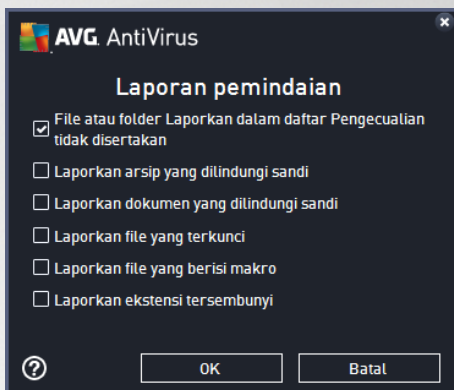 AVG. AntiVirus
Laporan pemindaian
File atau folder Laporkan dalam daftar Pengecualian
tidak disertakan
Laporkan arsip yang dilindungi sandi
Laporkan dokumen yang dilindungi sandi
Laporkan file yang terkunci
Laporkan file yang berisi makro
Laporkan ekstensi tersembunyi
?
OK
Batal